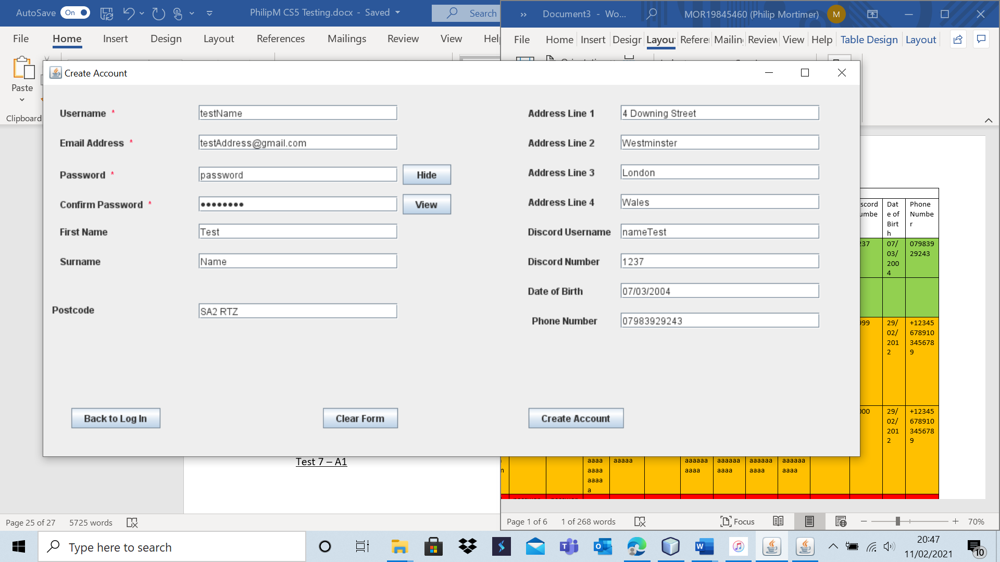 AutoSave On PhilipM CS5 Testing.docx - Saved Search
» Document3 - Wo... MOR19845460 (Philip Mortimer) M
File Home Insert Design Layout References Mailings Review View Help
File Home Insert Layout Review View Help Table Design Layout
Paste
Clipboard
Create Account
Username * testName
Email Address * testAddress@gmail.com
Password * password Hide
Confirm Password * •••••••• View
First Name Test
Surname Name
Postcode SA2 RTZ
Address Line 1 4 Downing Street
Address Line 2 Westminster
Address Line 3 London
Address Line 4 Wales
Discord Username nameTest
Discord Number 1237
Date of Birth 07/03/2004
Phone Number 07983929243
Back to Log In Clear Form Create Account
scord Dat Phone
umbe e of Numbe
Birt r
h
237 07/ 079839
03/ 29243
200
4
999 29/ +12345
02/ 678910
201 345678
2 9
000 29/ +12345
02/ 678910
201 345678
2 9
Test 7 – A1
aaaa aaaaa aaaaaa aaaaaa aaaaaa aaaaaa
aaaa aaaa aaaa aaaa aaaa
aaaa
a
Page 25 of 27 5725 words
Page 1 of 6 1 of 268 words Focus 70%
Type here to search
20:47
11/02/2021
10